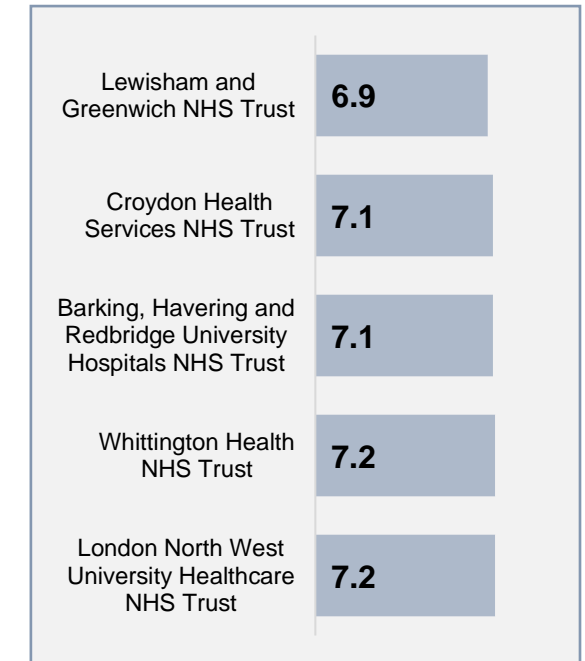 Lewisham and
Greenwich NHS Trust
6.9
Croydon Health
Services NHS Trust
7.1
Barking, Havering and
Redbridge University
Hospitals NHS Trust
7.1
Whittington Health
NHS Trust
7.2
London North West
University Healthcare
NHS Trust
7.2